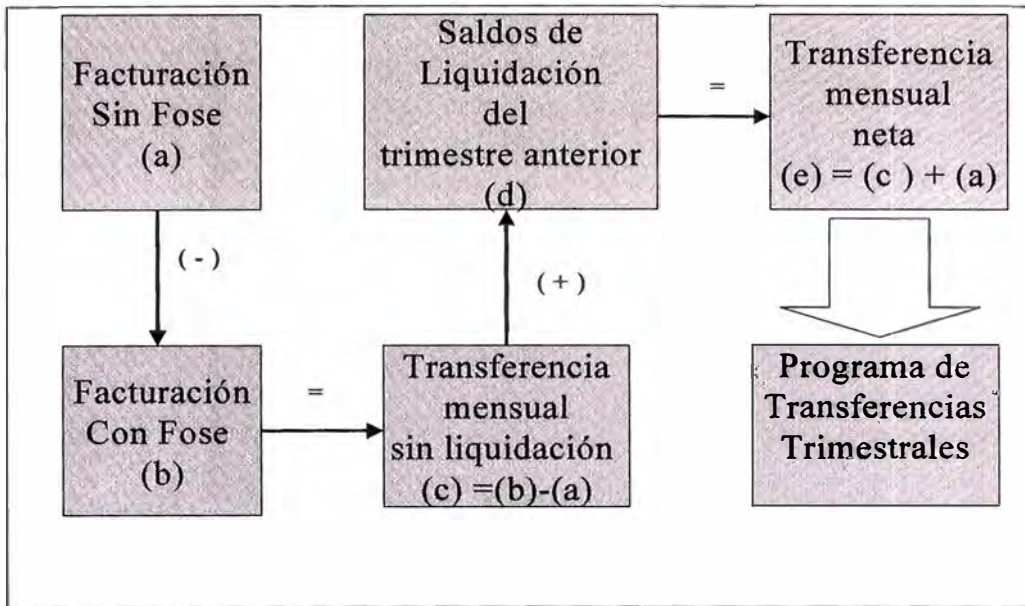 Facturación
Sin Fose
(a)
(-)
Facturación
Con Fose
(b)
=
Transferencia
mensual
sin liquidación
(c) =(b)-(a)
(+)
Saldos de
Liquidación
del
trimestre anterior
(d)
=
Transferencia
mensual
neta
(e) = (c ) + (a)
Programa de
Transferencias
Trimestrales